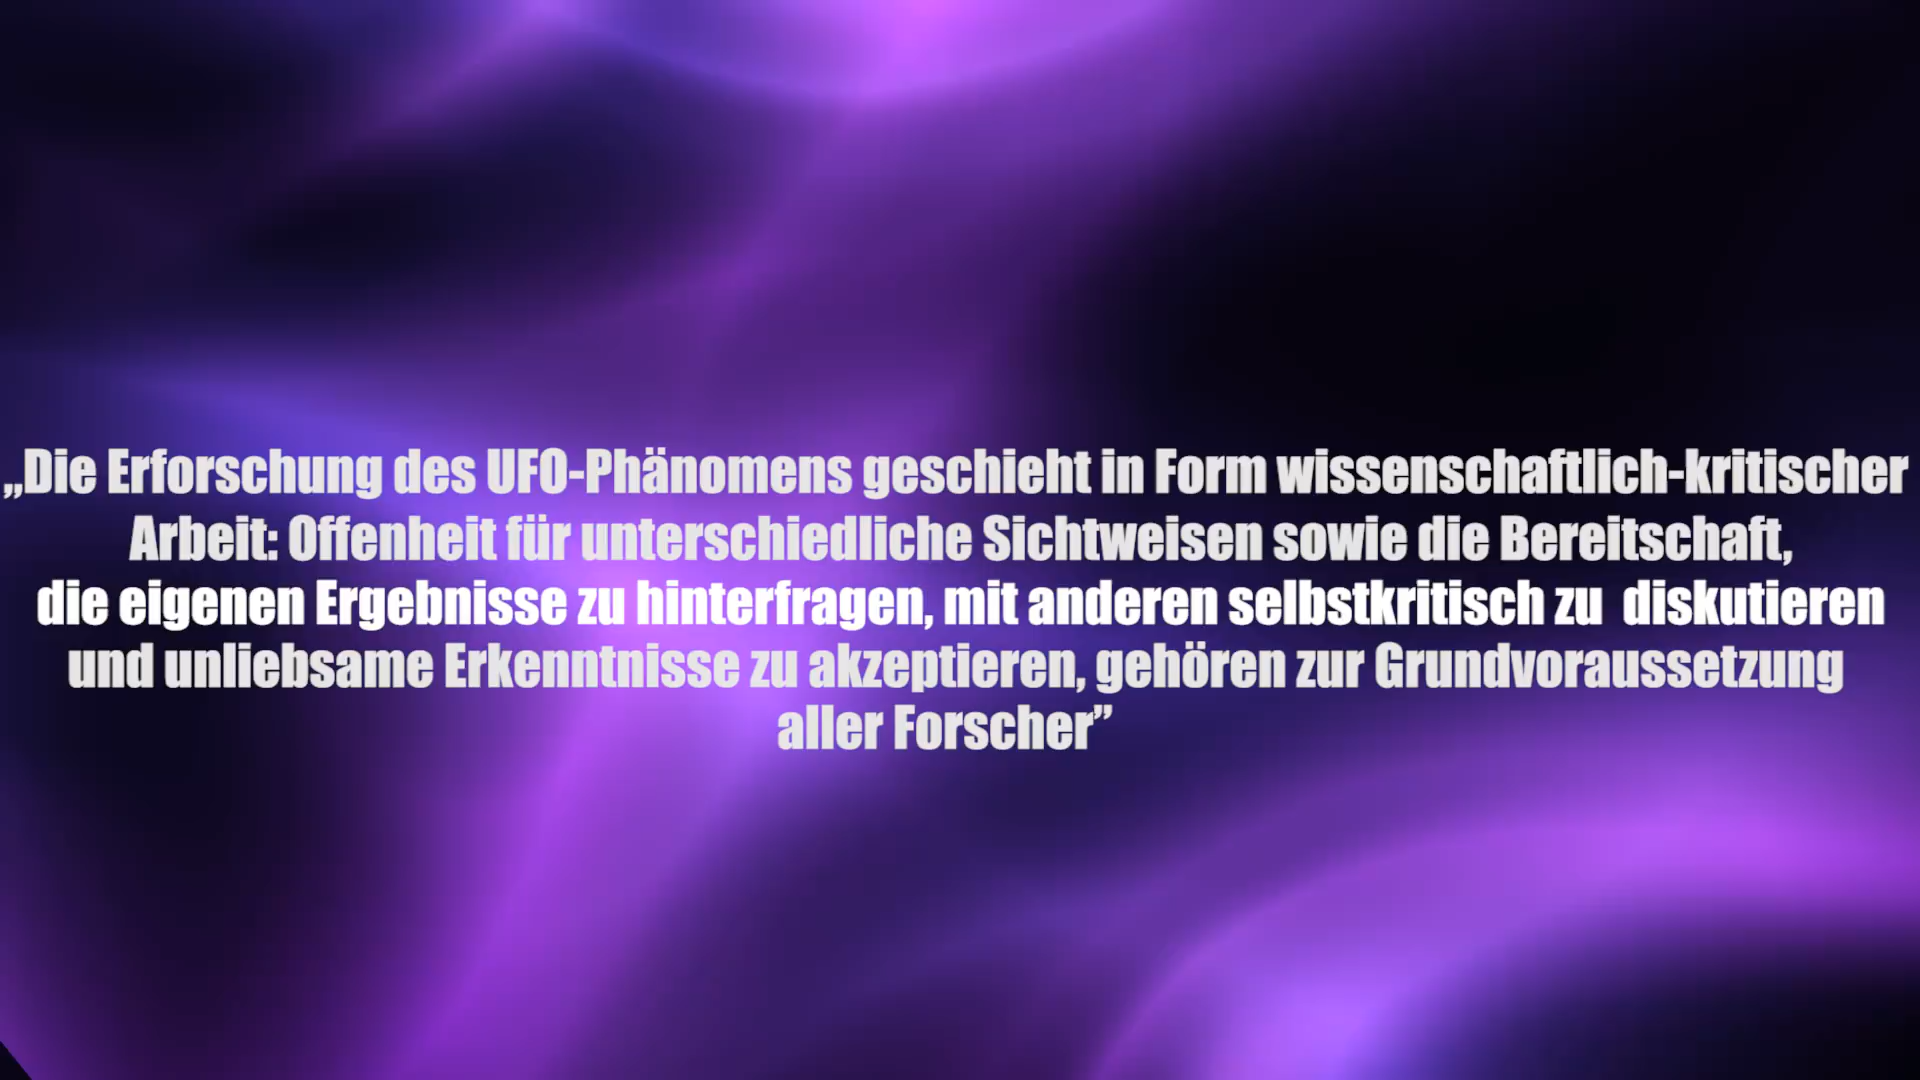 „Die Erforschung des UFO-Phänomens geschieht in Form wissenschaftlich-kritischer
Arbeit: Offenheit für unterschiedliche Sichtweisen sowie die Bereitschaft,
die eigenen Ergebnisse zu hinterfragen, mit anderen selbstkritisch zu  diskutieren
und unliebsame Erkenntnisse zu akzeptieren, gehören zur Grundvoraussetzung
aller Forscher”